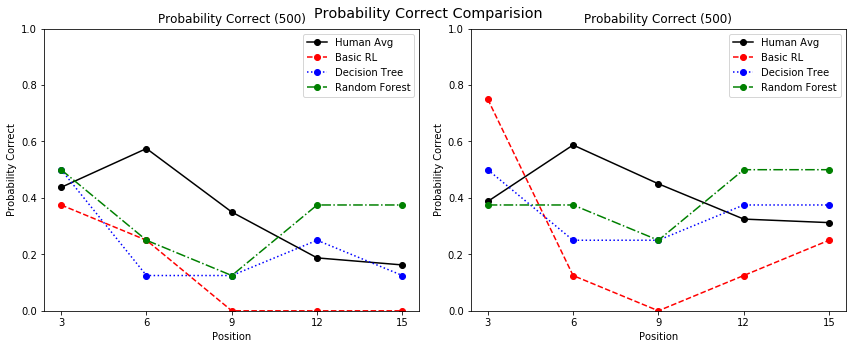 Probability Correct Comparision
Probability Correct (500)
Probability Correct
1.0
0.8
0.6
0.4
0.2
0.0
3
6
9
12
15
Position
Human Avg
Basic RL
Decision Tree
Random Forest
Probability Correct (500)
Probability Correct
1.0
0.8
0.6
0.4
0.2
0.0
3
6
9
12
15
Position
Human Avg
Basic RL
Decision Tree
Random Forest